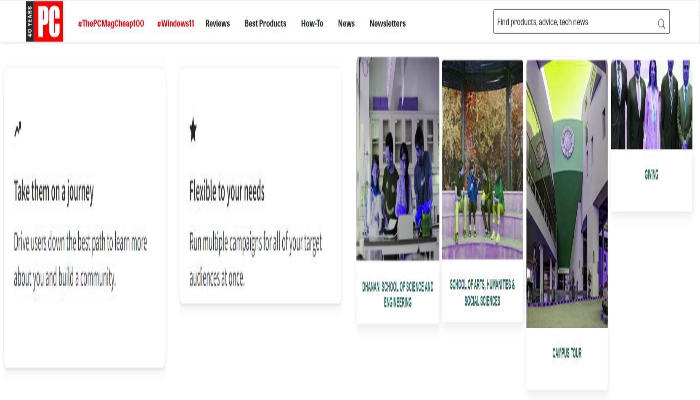 40 YEARS
PC
#ThePCMagCheap100 #Windows11 Reviews Best Products How-To News Newsletters
Find products, advice, tech news
Take them on a journey
Drive users down the best path to learn more
about you and build a community.
Flexible to your needs
Run multiple campaigns for all of your target
audiences at once.
DHANANI SCHOOL OF SCIENCE AND
ENGINEERING
SCHOOL OF ARTS, HUMANITIES &
SOCIAL SCIENCES
CAMPUS TOUR
GIVING